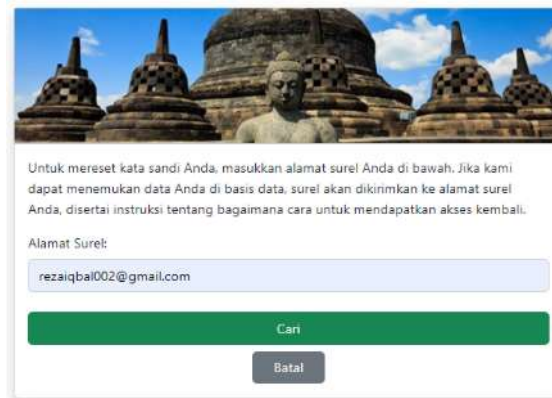 Untuk mereset kata sandi Anda, masukkan alamat surel Anda di bawah. Jika kami
dapat menemukan data Anda di basis data, surel akan dikirimkan ke alamat surel
Anda, disertai instruksi tentang bagaimana cara untuk mendapatkan akses kembali.
Alamat Surel:
rezaiqbal002@gmail.com
Cari
Batal